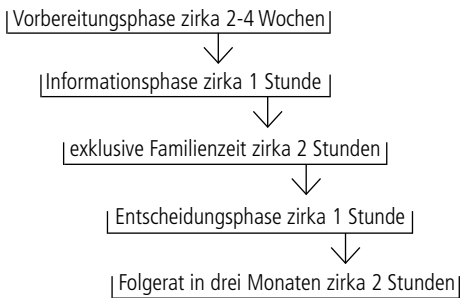 Vorbereitungsphase zirka 2-4 Wochen
Informationsphase zirka 1 Stunde
exklusive Familienzeit zirka 2 Stunden
Entscheidungsphase zirka 1 Stunde
Folgerat in drei Monaten zirka 2 Stunden